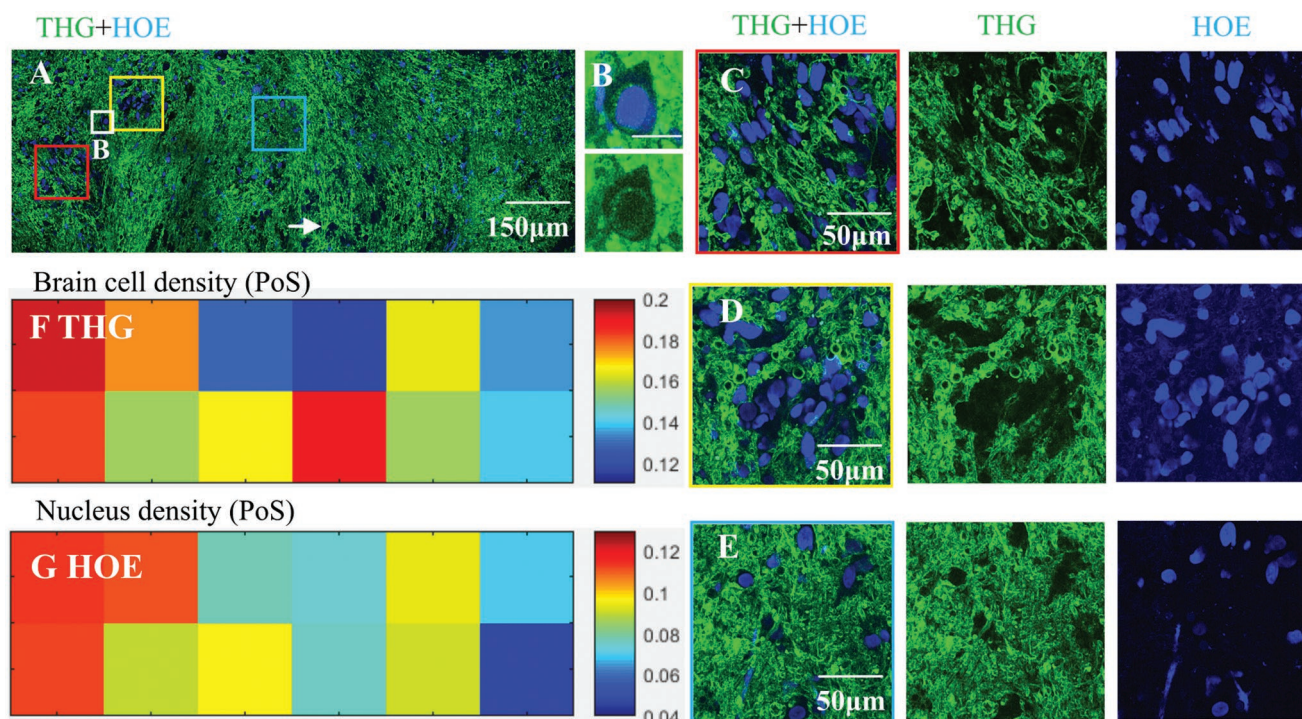 THG+HOE
THG+HOE
THG
HOE
A
B
150μm
B
C
50μm
Brain cell density (PoS)
F THG
0.2
0.18
0.16
0.14
0.12
D
50μm
Nucleus density (PoS)
G HOE
0.12
0.1
0.08
0.06
0.04
E
50μm